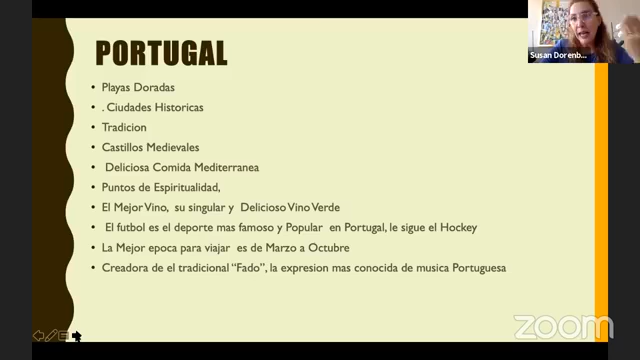 PORTUGAL
• Playas Doradas
• . Ciudades Historicas
• Tradicion
• Castillos Medievales
• Deliciosa Comida Mediterranea
• Puntos de Espiritualidad,
• El Mejor Vino, su singular y Delicioso Vino Verde
• El futbol es el deporte mas famoso y Popular en Portugal, le sigue el Hockey
• La Mejor epoca para viajar es de Marzo a Octubre
• Creadora de el tradicional “Fado”, la expresion mas conocida de musica Portuguesa
Susan Dorenb...
zoom